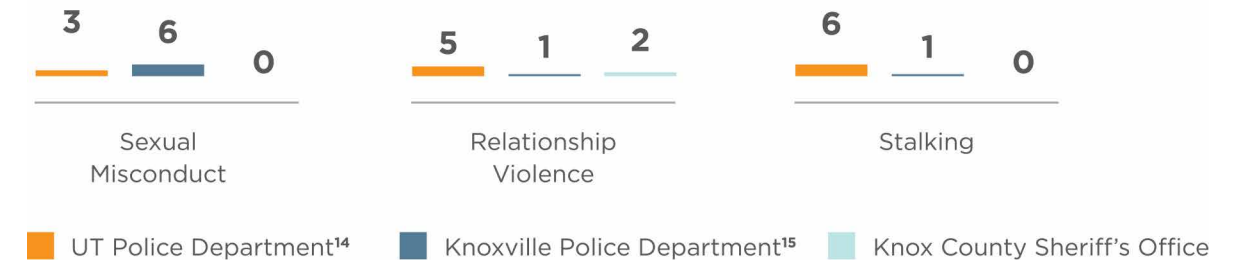 3 6 0
5 1 2
6 1 0
Sexual
Misconduct
Relationship
Violence
Stalking
UT Police Department¹⁴ Knoxville Police Department¹⁵ Knox County Sheriff's Office